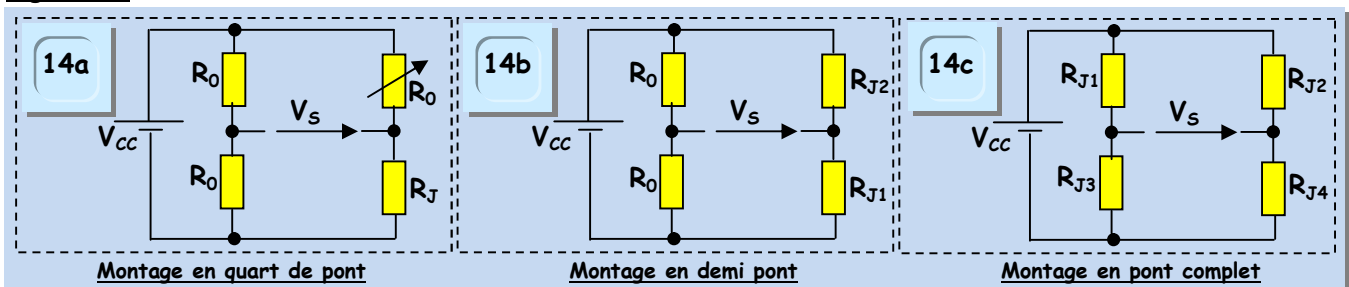 14a
R0
R0
VS
VCC
R0
RJ
Montage en quart de pont
14b
R0
RJ2
VS
VCC
R0
RJ1
Montage en demi pont
14c
RJ1
RJ2
VS
VCC
RJ3
RJ4
Montage en pont complet